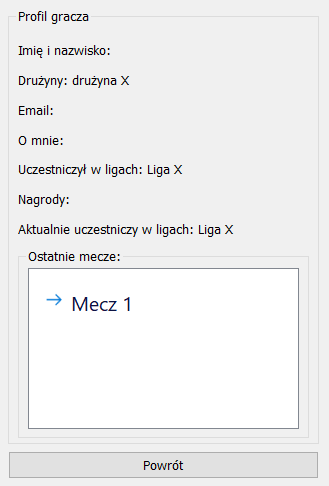 Profil gracza
Imię i nazwisko:
Drużyny: drużyna X
Email:
O mnie:
Uczestniczył w ligach: Liga X
Nagrody:
Aktualnie uczestniczy w ligach: Liga X
Ostatnie mecze:
Mecz 1
Powrót